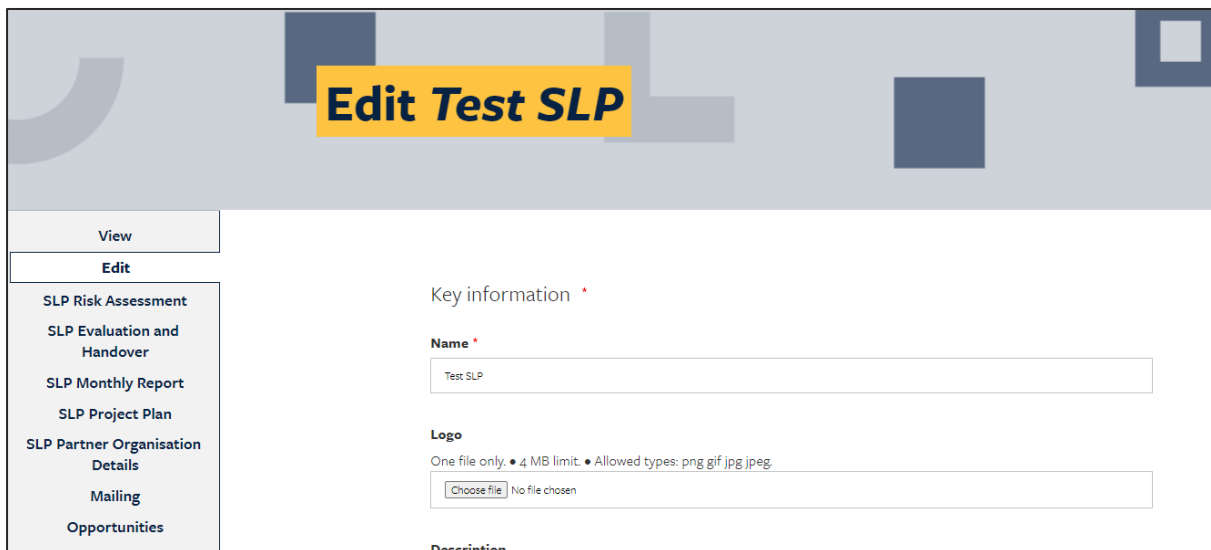 Edit Test SLP
View
Edit
SLP Risk Assessment
SLP Evaluation and
Handover
SLP Monthly Report
SLP Project Plan
SLP Partner Organisation
Details
Mailing
Opportunities
Key information *
Name *
Test SLP
Logo
One file only. • 4 MB limit. • Allowed types: png gif jpg jpeg.
Choose file No file chosen
Description